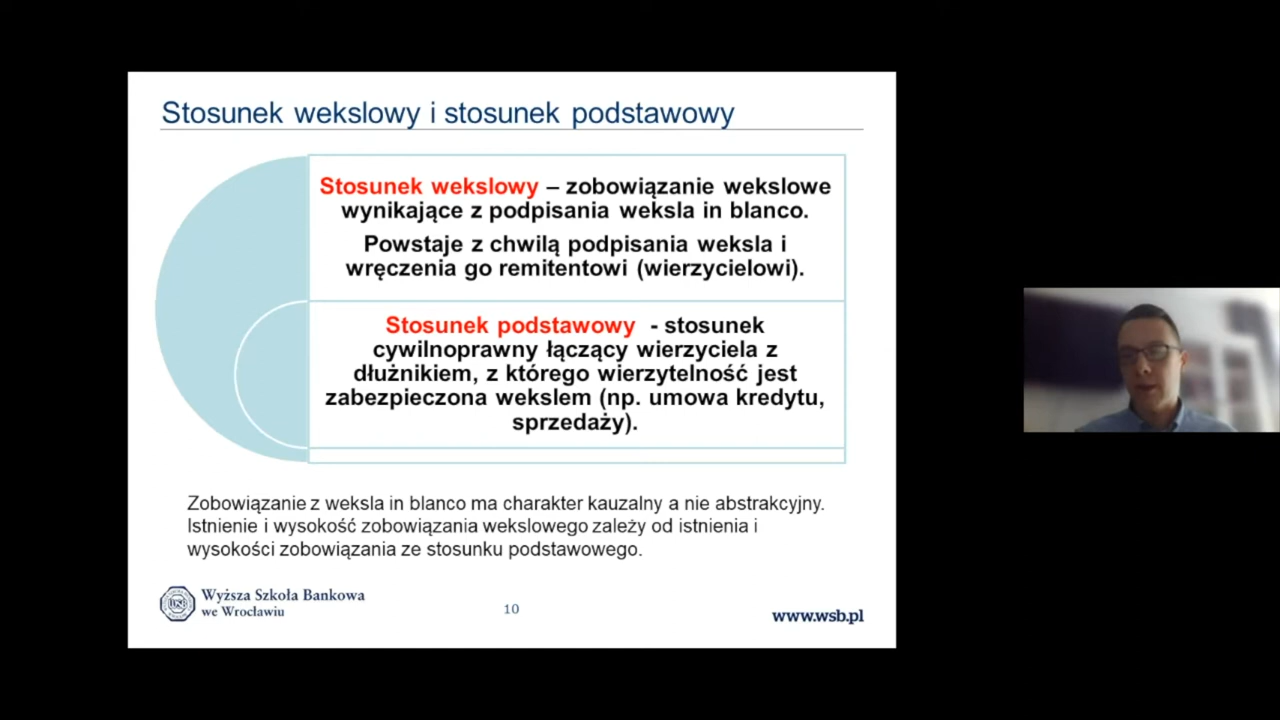 Stosunek wekslowy i stosunek podstawowy
Stosunek wekslowy – zobowiązanie wekslowe
wynikające z podpisania weksla in blanco.
Powstaje z chwilą podpisania weksla i
wręczenia go remitentowi (wierzycielowi).
Stosunek podstawowy - stosunek
cywilnoprawny łączący wierzyciela z
dłużnikiem, z którego wierzytelność jest
zabezpieczona wekslem (np. umowa kredytu,
sprzedaży).
Zobowiązanie z weksla in blanco ma charakter kauzalny a nie abstrakcyjny.
Istnienie i wysokość zobowiązania wekslowego zależy od istnienia i
wysokości zobowiązania ze stosunku podstawowego.
WSB
Wyższa Szkoła Bankowa
we Wrocławiu
10
www.wsb.pl